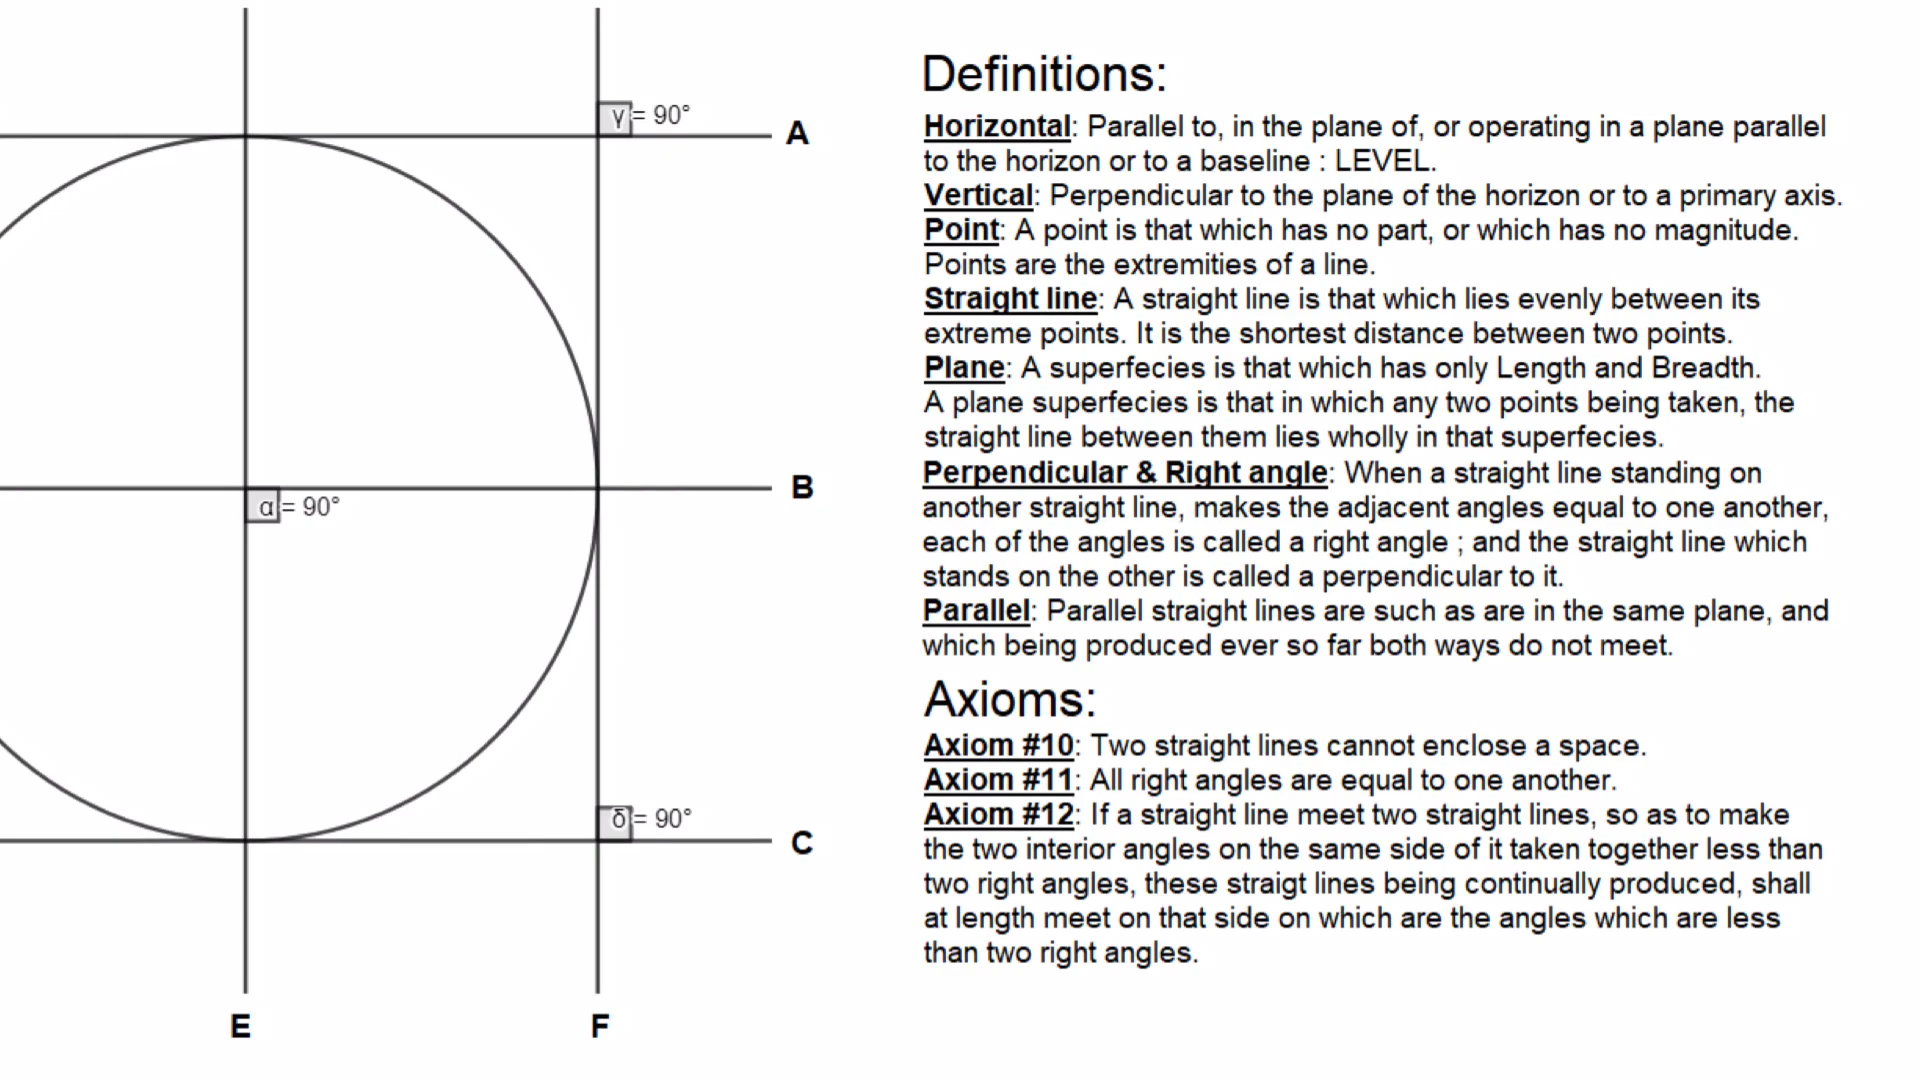 γ = 90°
A
B
α = 90°
δ = 90°
C
E
F
Definitions:
Horizontal: Parallel to, in the plane of, or operating in a plane parallel
to the horizon or to a baseline : LEVEL.
Vertical: Perpendicular to the plane of the horizon or to a primary axis.
Point: A point is that which has no part, or which has no magnitude.
Points are the extremities of a line.
Straight line: A straight line is that which lies evenly between its
extreme points. It is the shortest distance between two points.
Plane: A superfecies is that which has only Length and Breadth.
A plane superfecies is that in which any two points being taken, the
straight line between them lies wholly in that superfecies.
Perpendicular & Right angle: When a straight line standing on
another straight line, makes the adjacent angles equal to one another,
each of the angles is called a right angle ; and the straight line which
stands on the other is called a perpendicular to it.
Parallel: Parallel straight lines are such as are in the same plane, and
which being produced ever so far both ways do not meet.
Axioms:
Axiom #10: Two straight lines cannot enclose a space.
Axiom #11: All right angles are equal to one another.
Axiom #12: If a straight line meet two straight lines, so as to make
the two interior angles on the same side of it taken together less than
two right angles, these straigt lines being continually produced, shall
at length meet on that side on which are the angles which are less
than two right angles.